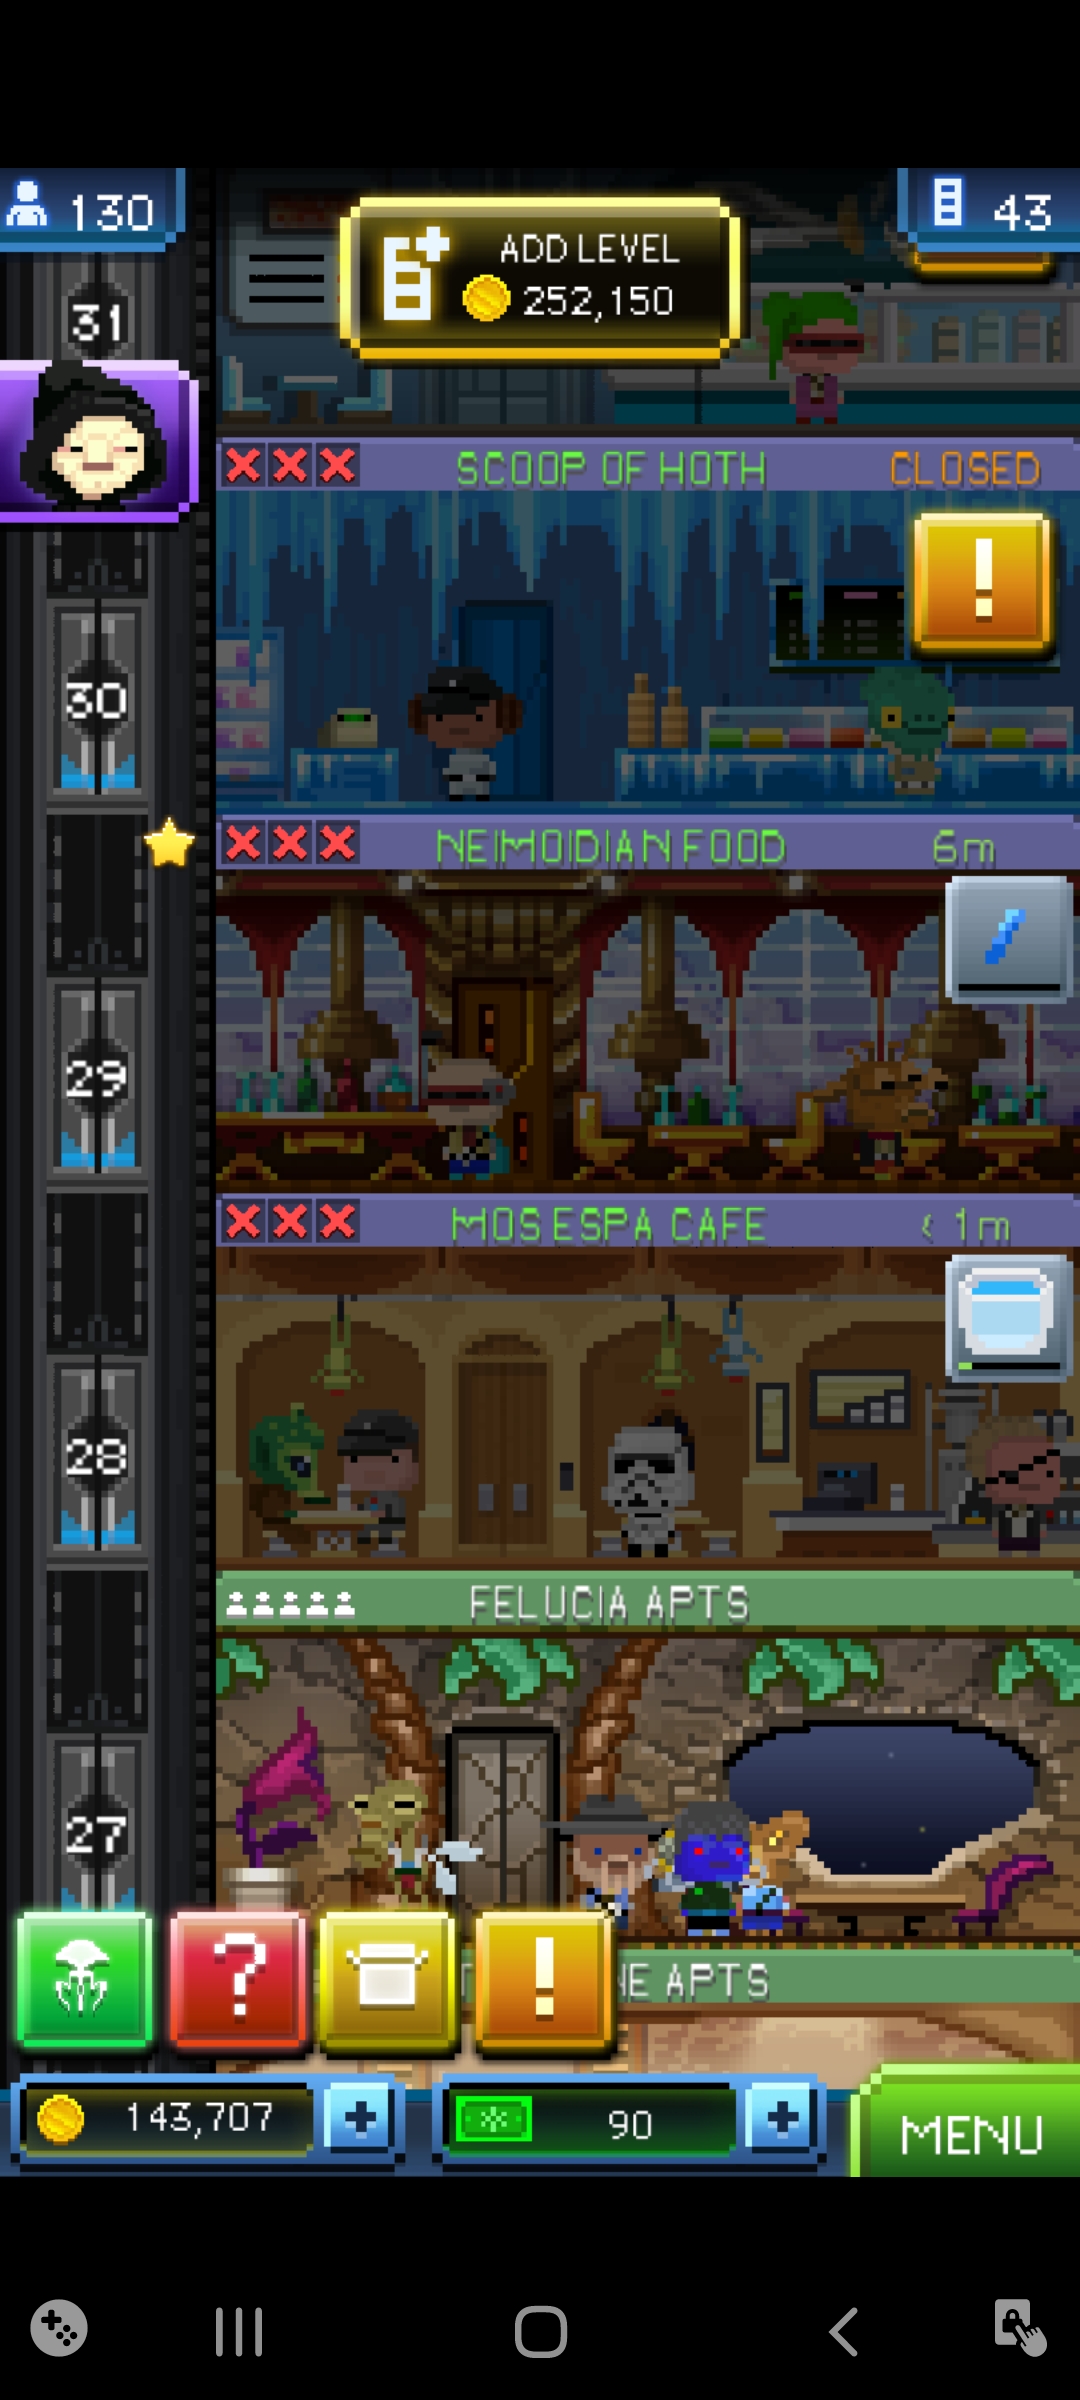 130
ADD LEVEL
252,150
43
31
SCOOP OF HOTH
CLOSED
!
30
NEIMOIDIAN FOOD
6m
29
MOS ESPA CAFE
< 1m
28
FELUCIA APTS
27
?
!
NE APTS
143,707
+
90
+
MENU